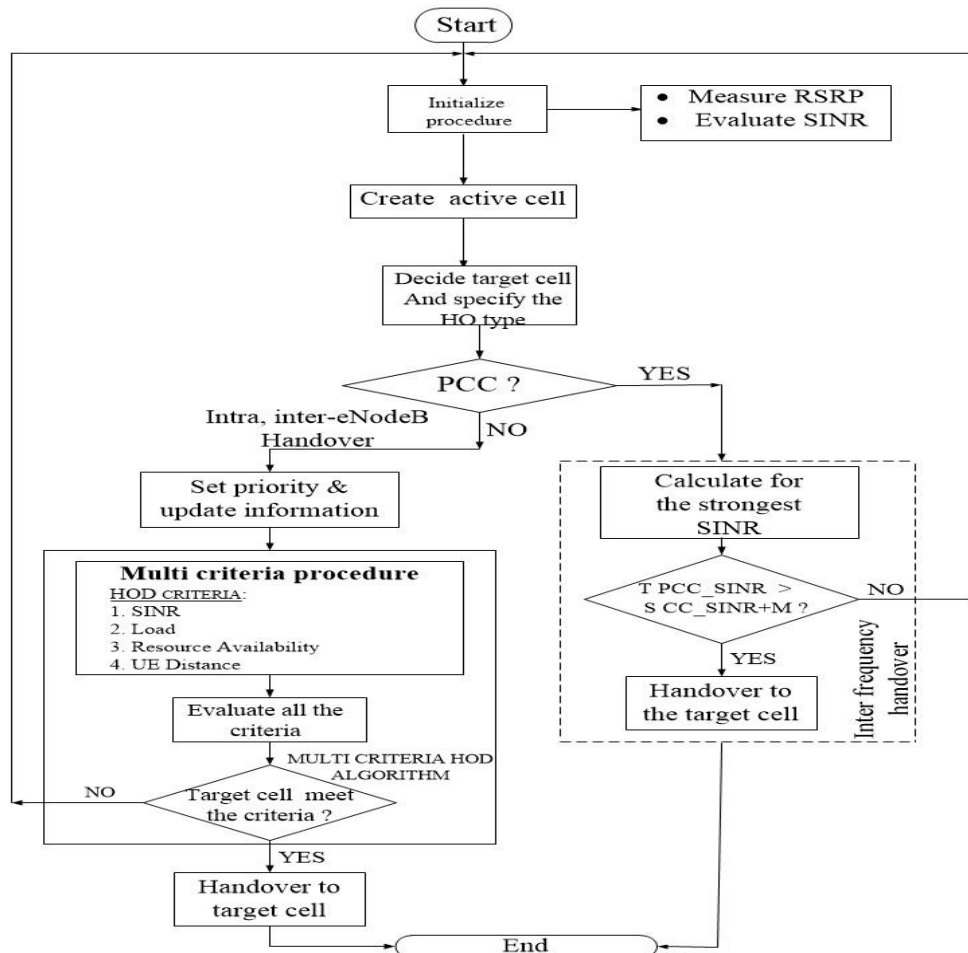 Start
Initialize
procedure
• Measure RSRP
• Evaluate SINR
Create active cell
Decide target cell
And specify the
HO type
PCC ?
YES
NO
Intra, inter-eNodeB
Handover
Set priority &
update information
Multi criteria procedure
HOD CRITERIA:
1. SINR
2. Load
3. Resource Availability
4. UE Distance
Evaluate all the
criteria
MULTI CRITERIA HOD
ALGORITHM
Target cell meet
the criteria ?
NO
YES
Handover to
target cell
Calculate for
the strongest
SINR
T PCC_SINR >
S CC_SINR+M ?
NO
YES
Handover to
the target cell
Inter frequency
handover
End